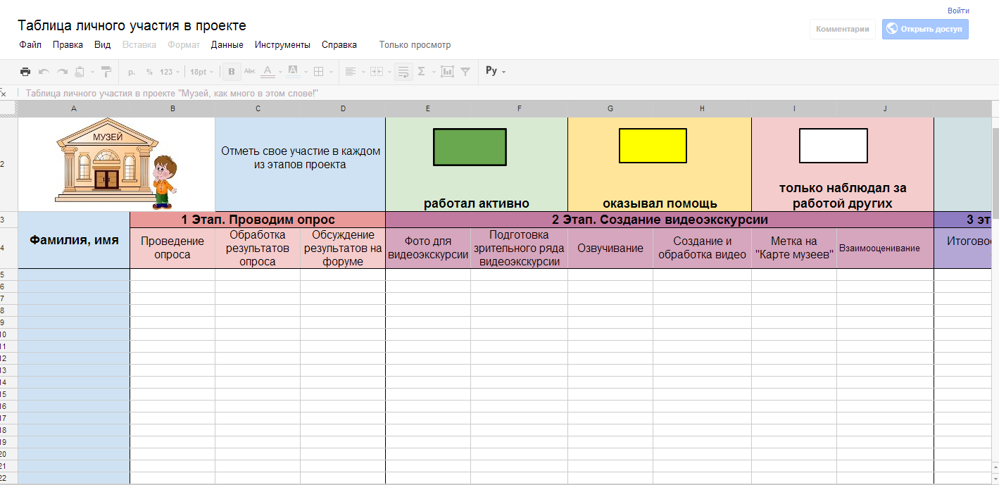 Войти
Таблица личного участия в проекте
Комментарии
Открыть доступ
Файл Правка Вид Вставка Формат Данные Инструменты Справка Только просмотр
р. % 123 18pt B Abc A A Σ Py
fx Таблица личного участия в проекте "Музей, как много в этом слове!"
A B C D E F G H I J
2
МУЗЕЙ
Отметь свое участие в каждом
из этапов проекта
работал активно
оказывал помощь
только наблюдал за
работой других
3 1 Этап. Проводим опрос 2 Этап. Создание видеоэкскурсии 3 эт
4
Фамилия, имя
Проведение
опроса
Обработка
результатов
опроса
Обсуждение
результатов на
форуме
Фото для
видеоэкскурсии
Подготовка
зрительного ряда
видеоэкскурсии
Озвучивание
Создание и
обработка видео
Метка на
"Карте музеев"
Взаимооценивание
Итогово
5
6
7
8
9
10
11
12
13
14
15
16
17
18
19
20
21
22